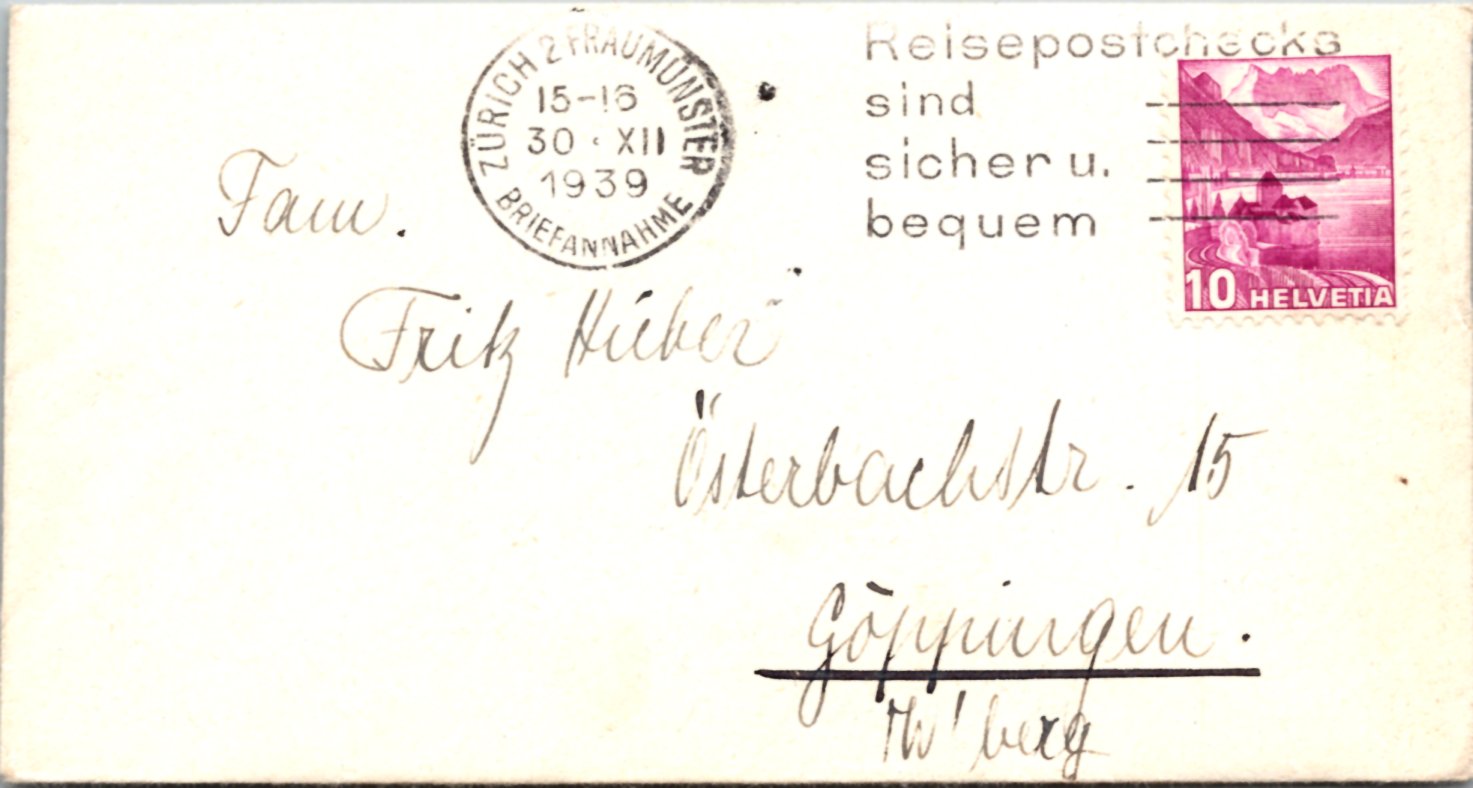 ZÜRICH 2 FRAUMÜNSTER
15-16
30 · XII
1939
BRIEFANNAHME
Reisepostchecks
sind
sicher u.
bequem
10 HELVETIA
Fam.
Fritz Hieber
Österbachstr. 15
Göppingen.
W'berg